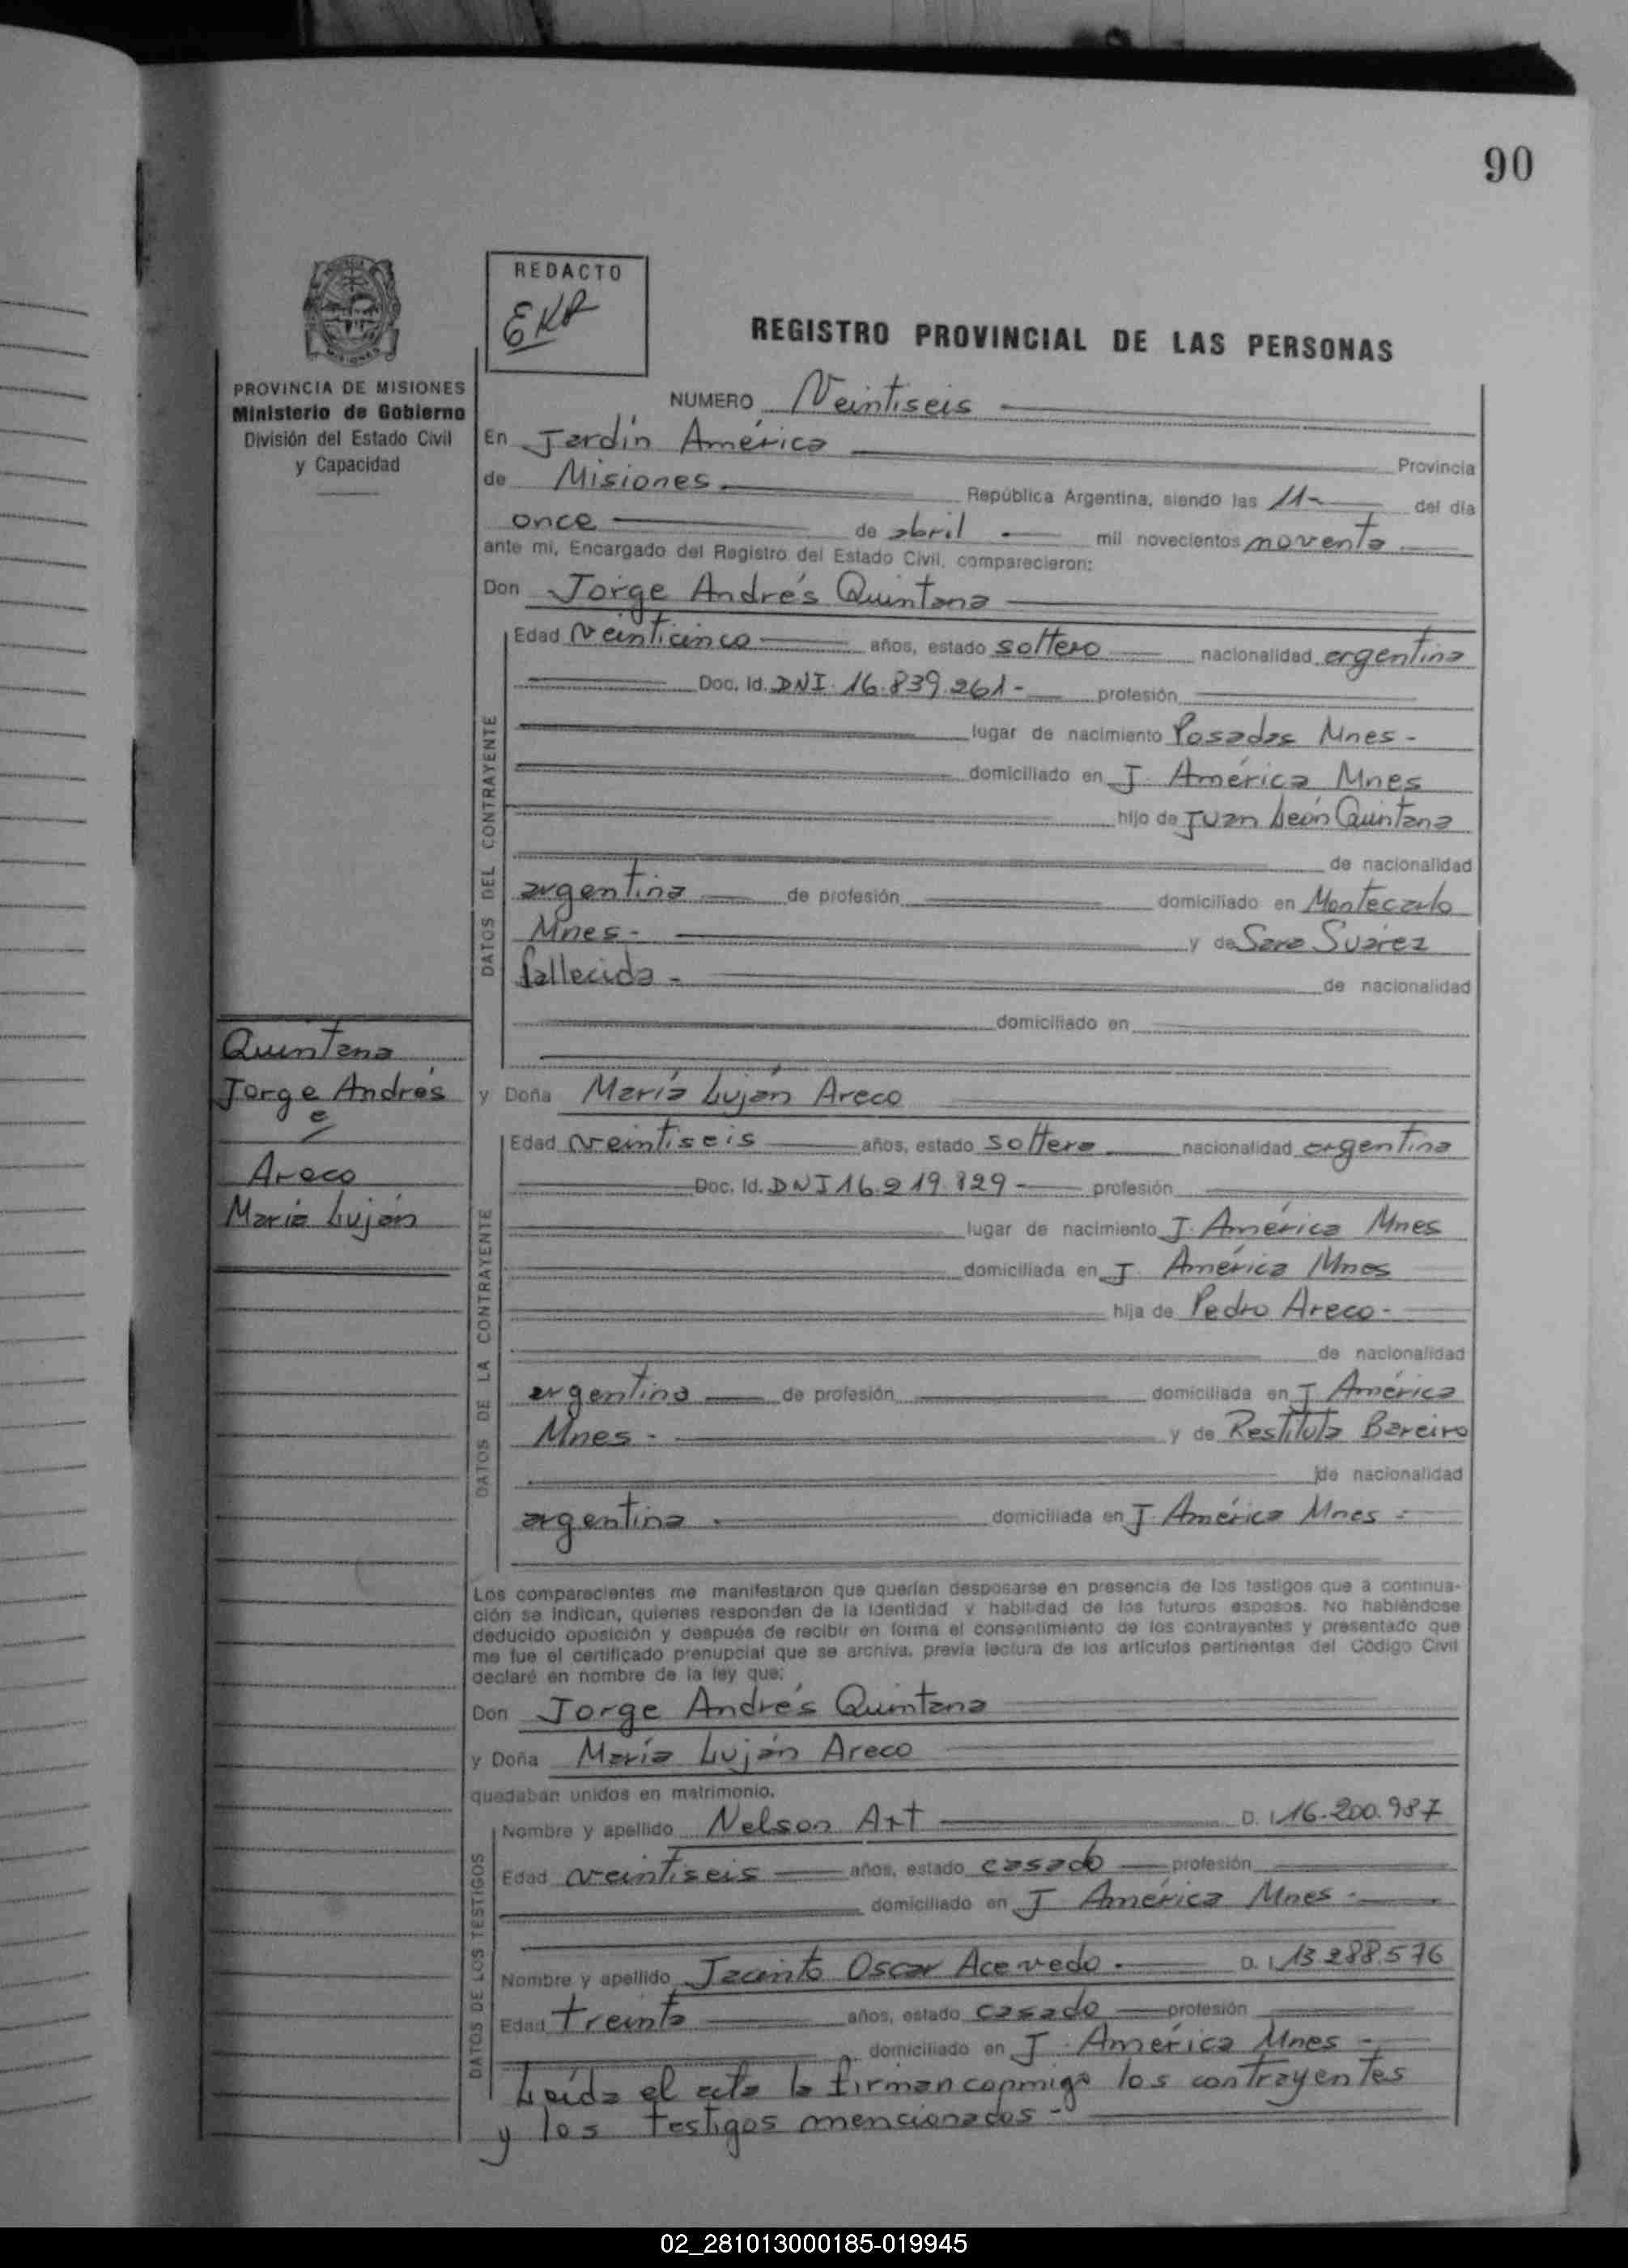 90
REDACTO
EKR
REGISTRO PROVINCIAL DE LAS PERSONAS
PROVINCIA DE MISIONES
Ministerio de Gobierno
División del Estado Civil
y Capacidad
NUMERO Veintiseis
En Jardín América Provincia
de Misiones República Argentina, siendo las 11- del día
once de abril mil novecientos noventa
ante mi, Encargado del Registro del Estado Civil, comparecieron:
Don Jorge Andrés Quintana
DATOS DEL CONTRAYENTE
Edad veinticinco años, estado soltero nacionalidad argentina
Doc. Id. DNI. 16.839.261- profesión
lugar de nacimiento Posadas Mnes-
domiciliado en J. América Mnes
hijo de Juan León Quintana
de nacionalidad
argentina de profesión domiciliado en Montecarlo
Mnes- y de Sara Suárez
fallecida- de nacionalidad
domiciliado en
Quintana
Jorge Andrés
e
Areco
María Luján
y Doña María Luján Areco
DATOS DE LA CONTRAYENTE
Edad veintiseis años, estado soltera nacionalidad argentina
Doc. Id. DNI 16.219.829- profesión
lugar de nacimiento J. América Mnes
domiciliada en J. América Mnes
hija de Pedro Areco-
de nacionalidad
argentina de profesión domiciliada en J América
Mnes- y de Restituta Bareiro
de nacionalidad
argentina domiciliada en J. América Mnes-
Los comparecientes me manifestaron que querían desposarse en presencia de los testigos que a continua-
ción se indican, quienes responden de la identidad y habilidad de los futuros esposos. No habiéndose
deducido oposición y después de recibir en forma el consentimiento de los contrayentes y presentado que
me fue el certificado prenupcial que se archiva, previa lectura de los artículos pertinentes del Código Civil
declaré en nombre de la ley que:
Don Jorge Andrés Quintana
y Doña María Luján Areco
quedaban unidos en matrimonio.
DATOS DE LOS TESTIGOS
Nombre y apellido Nelson Art D. I 16.200.987
Edad veintiseis años, estado casado profesión
domiciliado en J América Mnes-
Nombre y apellido Jacinto Oscar Acevedo- D. I 13.288.576
Edad treinta años, estado casado profesión
domiciliado en J. América Mnes-
Leída el acta la firman conmigo los contrayentes
y los testigos mencionados-
02_281013000185-019945